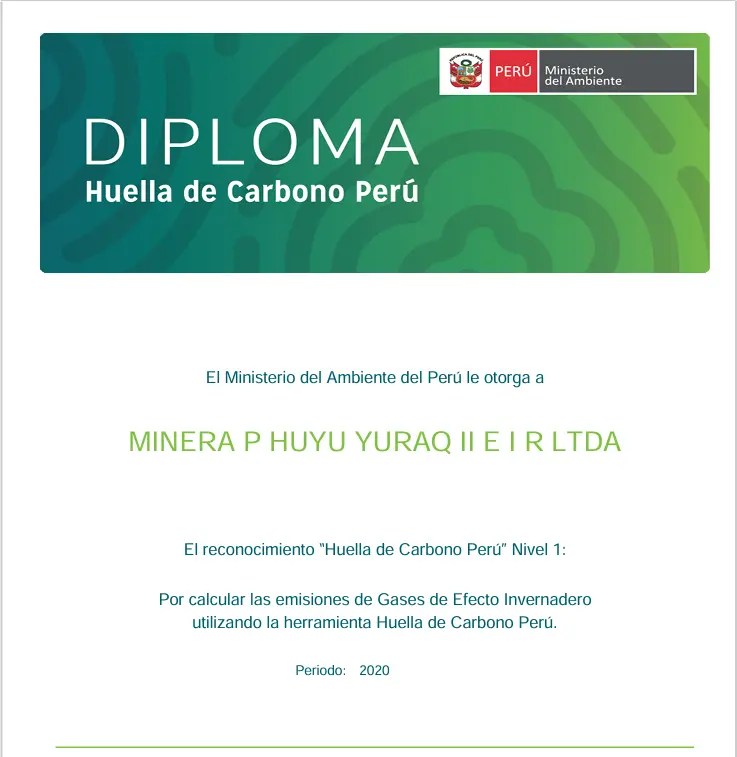 PERÚ
Ministerio
del Ambiente
DIPLOMA
Huella de Carbono Perú
El Ministerio del Ambiente del Perú le otorga a
MINERA P HUYU YURAQ II E I R LTDA
El reconocimiento “Huella de Carbono Perú” Nivel 1:
Por calcular las emisiones de Gases de Efecto Invernadero
utilizando la herramienta Huella de Carbono Perú.
Periodo: 2020